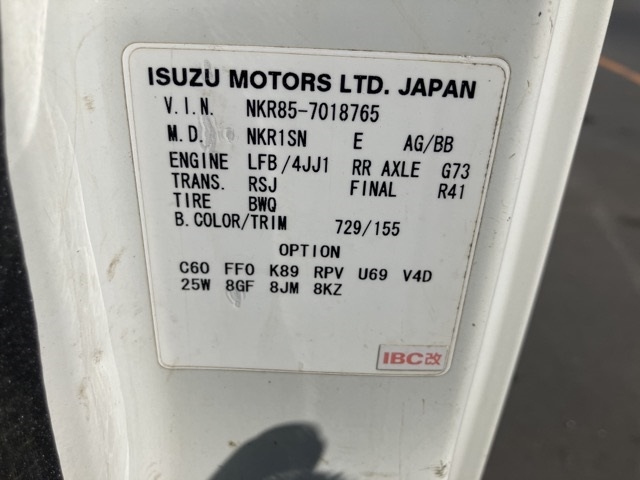 ISUZU MOTORS LTD. JAPAN
V.I.N. NKR85-7018765
M.D. NKR1SN E AG/BB
ENGINE LFB/4JJ1 RR AXLE G73
TRANS. RSJ FINAL R41
TIRE BWQ
B.COLOR/TRIM 729/155
OPTION
C60 FF0 K89 RPV U69 V4D
25W 8GF 8JM 8KZ
IBC改